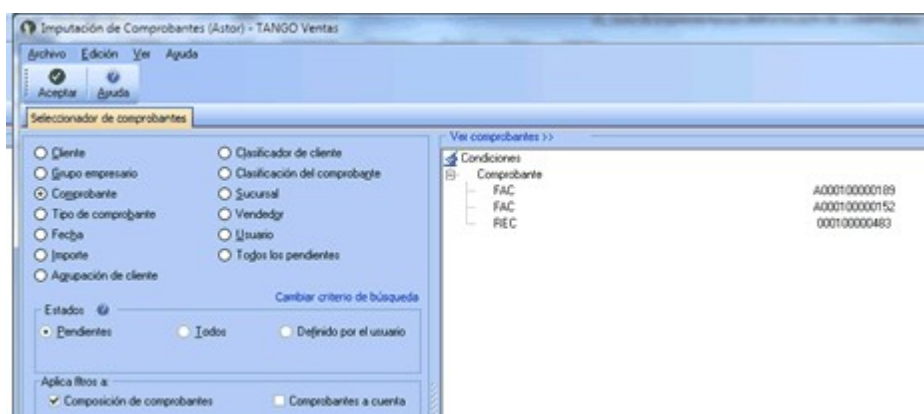 Imputación de Comprobantes (Astor) - TANGO Ventas
Archivo Edición Ver Ayuda
Aceptar Ayuda
Seleccionador de comprobantes
Ver comprobantes >>
Cliente
Clasificador de cliente
Grupo empresario
Clasificación del comprobante
Comprobante
Sucursal
Tipo de comprobante
Vendedor
Fecha
Usuario
Importe
Todos los pendientes
Agrupación de cliente
Cambiar criterio de búsqueda
Estados
Pendientes
Todos
Definido por el usuario
Aplica filtros a:
Composición de comprobantes
Comprobantes a cuenta
Condiciones
Comprobante
FAC A000100000189
FAC A000100000152
REC 000100000483